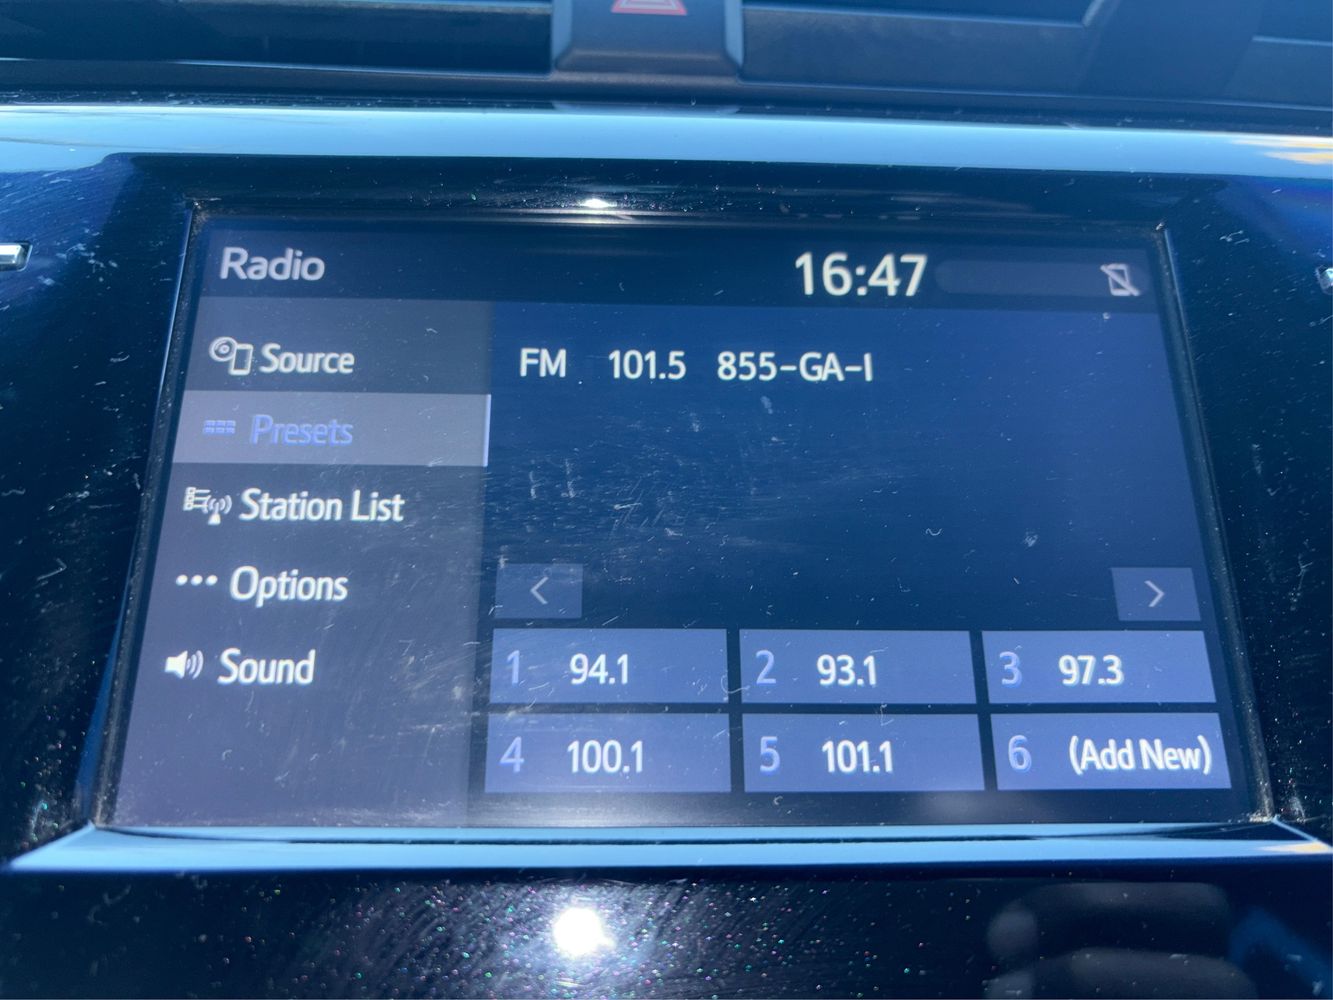 Radio
16:47
Source
FM 101.5 855-GA-I
Presets
Station List
Options
Sound
1 94.1
2 93.1
3 97.3
4 100.1
5 101.1
6 (Add New)